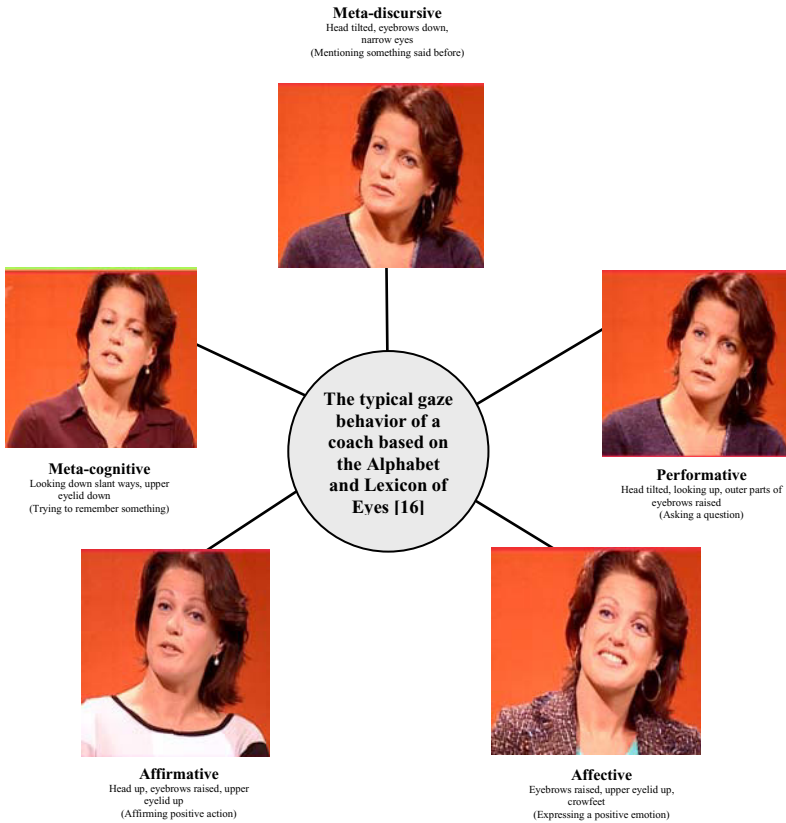 Meta-discursive
Head tilted, eyebrows down,
narrow eyes
(Mentioning something said before)
The typical gaze
behavior of a
coach based on
the Alphabet
and Lexicon of
Eyes [16]
Meta-cognitive
Looking down slant ways, upper
eyelid down
(Trying to remember something)
Performative
Head tilted, looking up, outer parts of
eyebrows raised
(Asking a question)
Affirmative
Head up, eyebrows raised, upper
eyelid up
(Affirming positive action)
Affective
Eyebrows raised, upper eyelid up,
crowfeet
(Expressing a positive emotion)